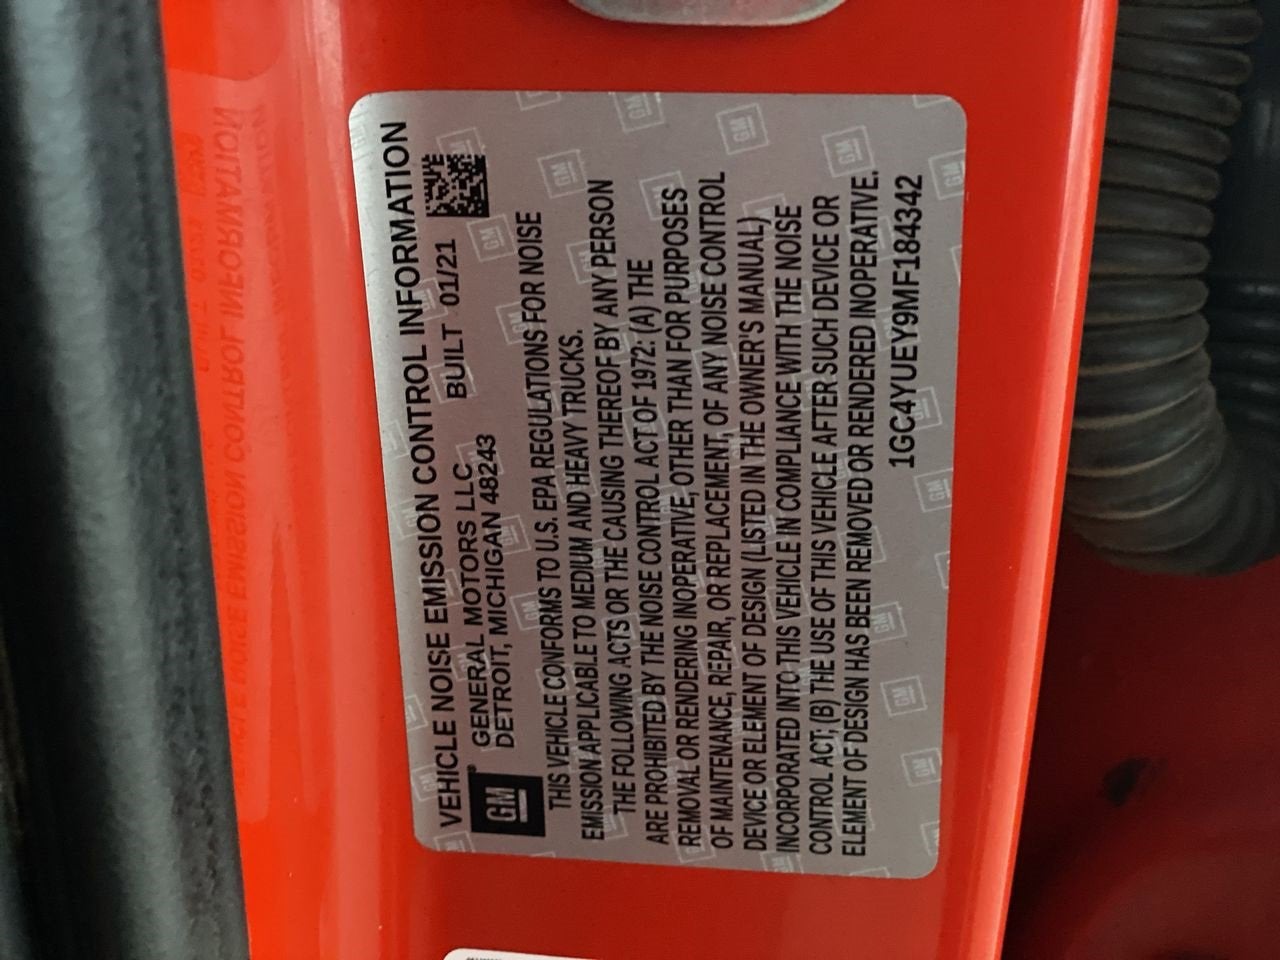 VEHICLE NOISE EMISSION CONTROL INFORMATION
GM
GENERAL MOTORS LLC BUILT 01/21
DETROIT, MICHIGAN 48243
THIS VEHICLE CONFORMS TO U.S. EPA REGULATIONS FOR NOISE
EMISSION APPLICABLE TO MEDIUM AND HEAVY TRUCKS.
THE FOLLOWING ACTS OR THE CAUSING THEREOF BY ANY PERSON
ARE PROHIBITED BY THE NOISE CONTROL ACT OF 1972: (A) THE
REMOVAL OR RENDERING INOPERATIVE, OTHER THAN FOR PURPOSES
OF MAINTENANCE, REPAIR, OR REPLACEMENT, OF ANY NOISE CONTROL
DEVICE OR ELEMENT OF DESIGN (LISTED IN THE OWNER'S MANUAL)
INCORPORATED INTO THIS VEHICLE IN COMPLIANCE WITH THE NOISE
CONTROL ACT; (B) THE USE OF THIS VEHICLE AFTER SUCH DEVICE OR
ELEMENT OF DESIGN HAS BEEN REMOVED OR RENDERED INOPERATIVE.
1GC4YUEY9MF184342